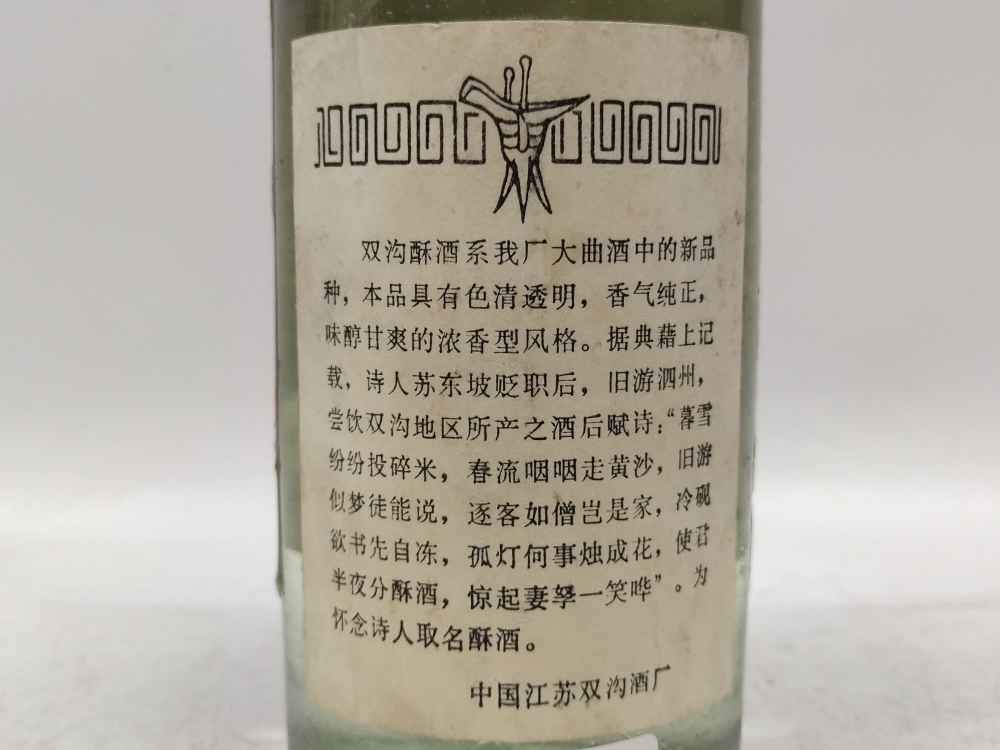 双沟酥酒系我厂大曲酒中的新品
种，本品具有色清透明，香气纯正，
味醇甘爽的浓香型风格。据典藉上记
载，诗人苏东坡贬职后，旧游泗州，
尝饮双沟地区所产之酒后赋诗：“暮雪
纷纷投碎米，春流咽咽走黄沙，旧游
似梦徒能说，逐客如僧岂是家，冷砚
欲书先自冻，孤灯何事烛成花，使君
半夜分酥酒，惊起妻孥一笑哗”。为
怀念诗人取名酥酒。
中国江苏双沟酒厂